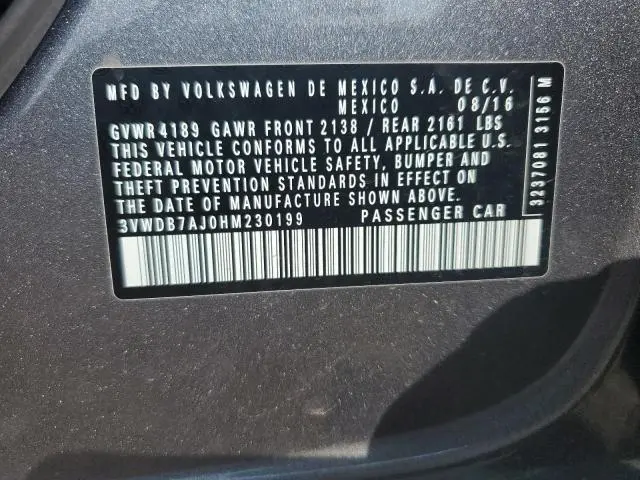 MFD BY VOLKSWAGEN DE MEXICO S.A. DE C.V.
MEXICO 08/16
GVWR 4189 GAWR FRONT 2138 / REAR 2161 LBS
THIS VEHICLE CONFORMS TO ALL APPLICABLE U.S.
FEDERAL MOTOR VEHICLE SAFETY, BUMPER AND
THEFT PREVENTION STANDARDS IN EFFECT ON
THE DATE OF MANUFACTURE SHOWN ABOVE.
3VWDB7AJ0HM230199 PASSENGER CAR
3237081 3156 M